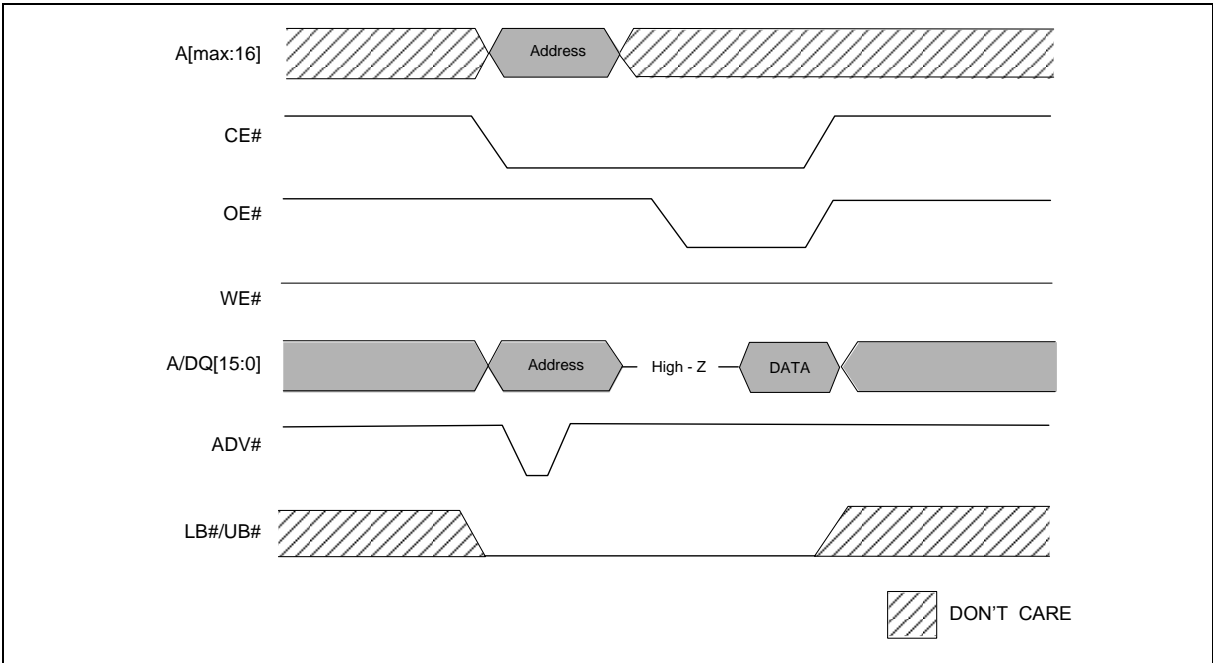 A[max:16]
Address
CE#
OE#
WE#
A/DQ[15:0]
Address
High - Z
DATA
ADV#
LB#/UB#
DON'T CARE